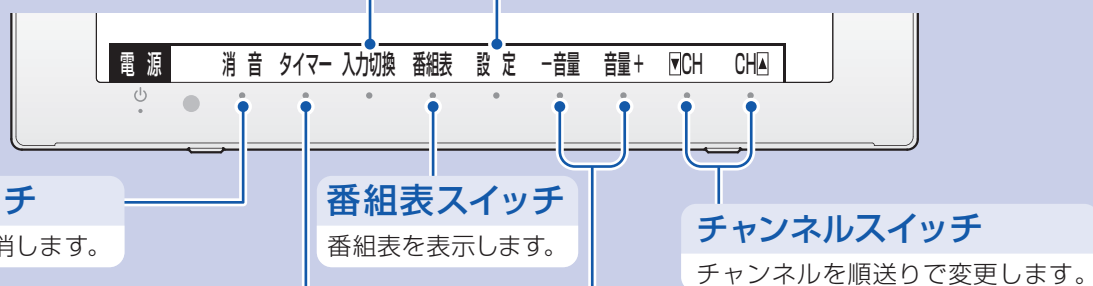 電源 消音 タイマー 入力切換 番組表 設定 −音量 音量+ ▼CH CH▲
チ
消します。
番組表スイッチ
番組表を表示します。
チャンネルスイッチ
チャンネルを順送りで変更します。